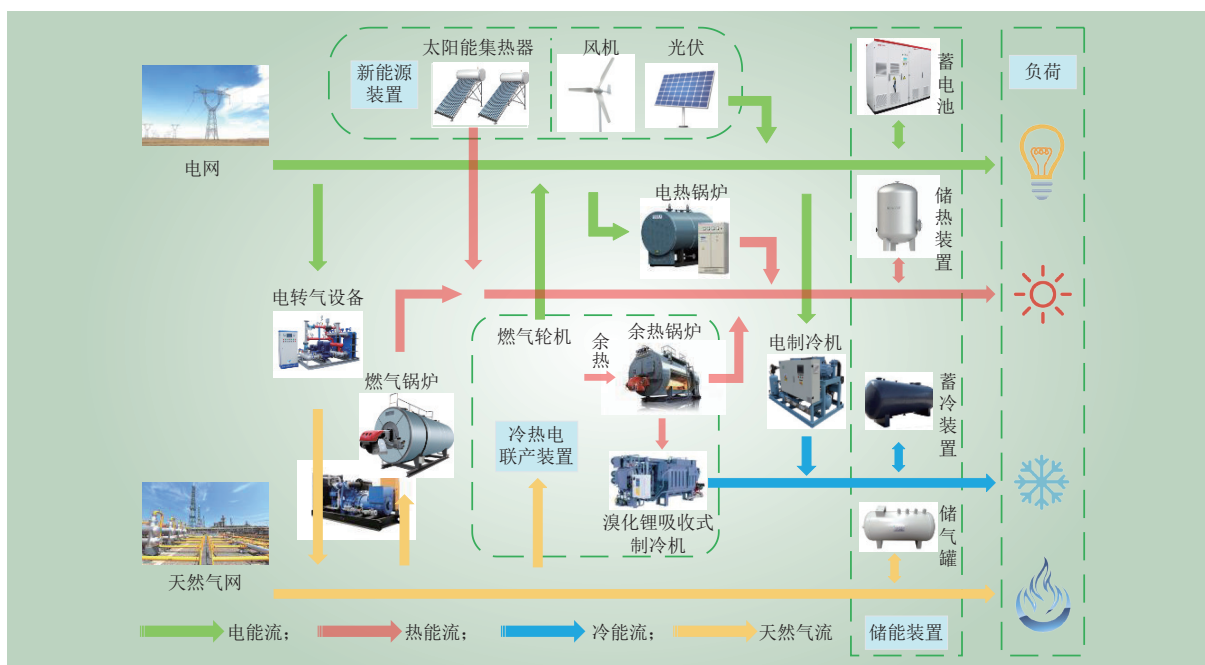 太阳能集热器
风机
光伏
新能源
装置
蓄电池
负荷
电网
电热锅炉
储热装置
电转气设备
燃气轮机
余热
余热锅炉
电制冷机
燃气锅炉
蓄冷装置
冷热电
联产装置
溴化锂吸收式
制冷机
储气罐
天然气网
电能流；
热能流；
冷能流；
天然气流
储能装置